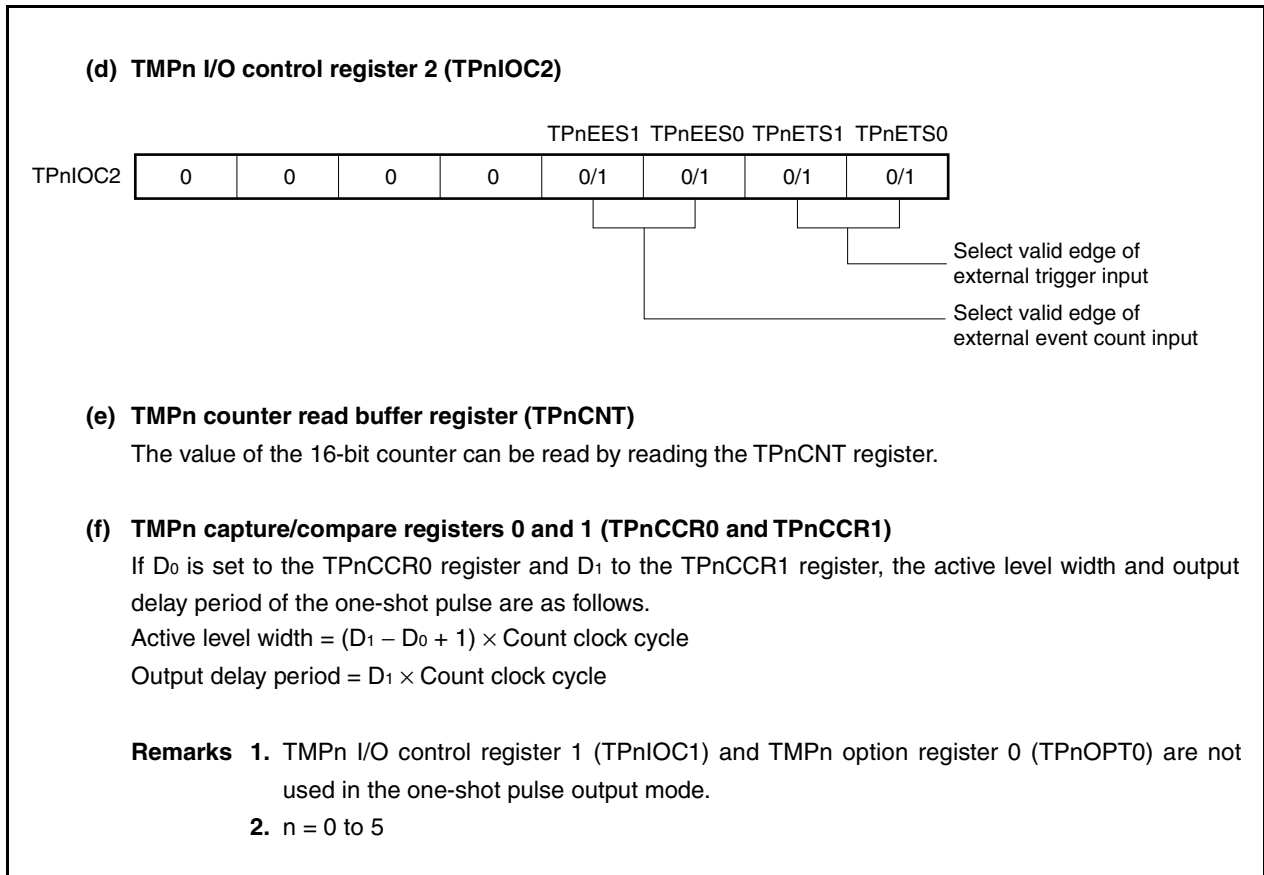 (d) TMPn I/O control register 2 (TPnIOC2)
TPnEES1 TPnEES0 TPnETS1 TPnETS0
TPnIOC2 0 0 0 0 0/1 0/1 0/1 0/1
Select valid edge of
external trigger input
Select valid edge of
external event count input
(e) TMPn counter read buffer register (TPnCNT)
The value of the 16-bit counter can be read by reading the TPnCNT register.
(f) TMPn capture/compare registers 0 and 1 (TPnCCR0 and TPnCCR1)
If D0 is set to the TPnCCR0 register and D1 to the TPnCCR1 register, the active level width and output
delay period of the one-shot pulse are as follows.
Active level width = (D1 − D0 + 1) × Count clock cycle
Output delay period = D1 × Count clock cycle
Remarks 1. TMPn I/O control register 1 (TPnIOC1) and TMPn option register 0 (TPnOPT0) are not
used in the one-shot pulse output mode.
2. n = 0 to 5